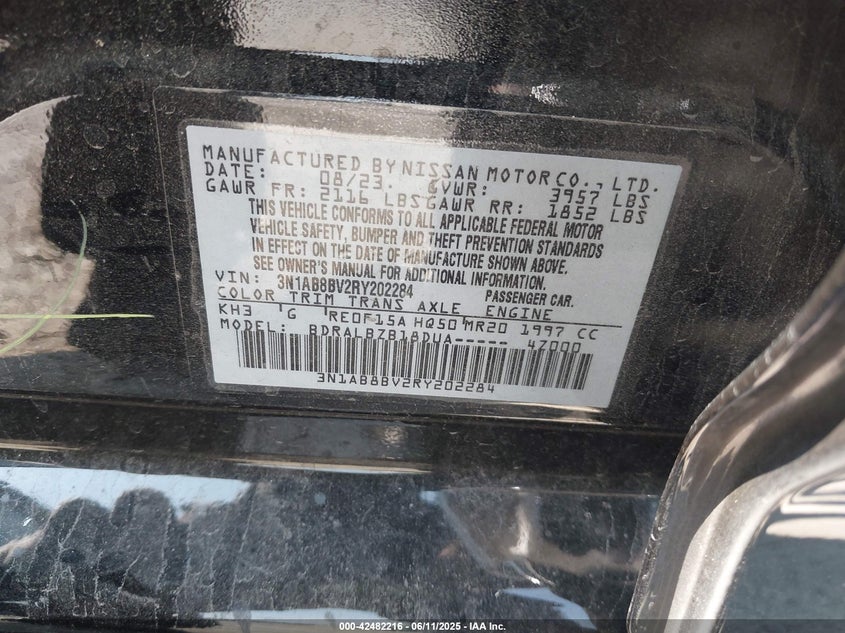 MANUFACTURED BY NISSAN MOTOR CO., LTD.
DATE: 08/23 GVWR: 3957 LBS
GAWR FR: 2116 LBS GAWR RR: 1852 LBS
THIS VEHICLE CONFORMS TO ALL APPLICABLE FEDERAL MOTOR
VEHICLE SAFETY, BUMPER AND THEFT PREVENTION STANDARDS
IN EFFECT ON THE DATE OF MANUFACTURE SHOWN ABOVE.
SEE OWNER'S MANUAL FOR ADDITIONAL INFORMATION.
VIN: 3N1AB8BV2RY202284 PASSENGER CAR.
COLOR TRIM TRANS AXLE ENGINE
KH3 G RE0F15A HQ50 MR20 1997 CC
MODEL: BDRALBZB18DUA----- 4Z000
3N1AB8BV2RY202284
000-42482216 - 06/11/2025 - IAA Inc.